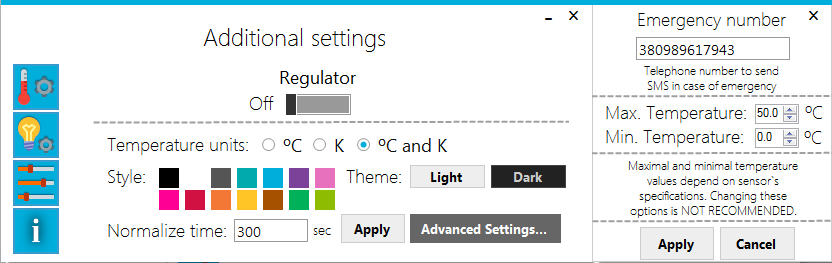 Additional settings
Regulator
Off
Temperature units: ºC K ºC and K
Style: Theme: Light Dark
Normalize time: 300 sec Apply Advanced Settings...
Emergency number
380989617943
Telephone number to send
SMS in case of emergency
Max. Temperature: 50.0 ºC
Min. Temperature: 0.0 ºC
Maximal and minimal temperature
values depend on sensor`s
specifications. Changing these
options is NOT RECOMMENDED.
Apply Cancel